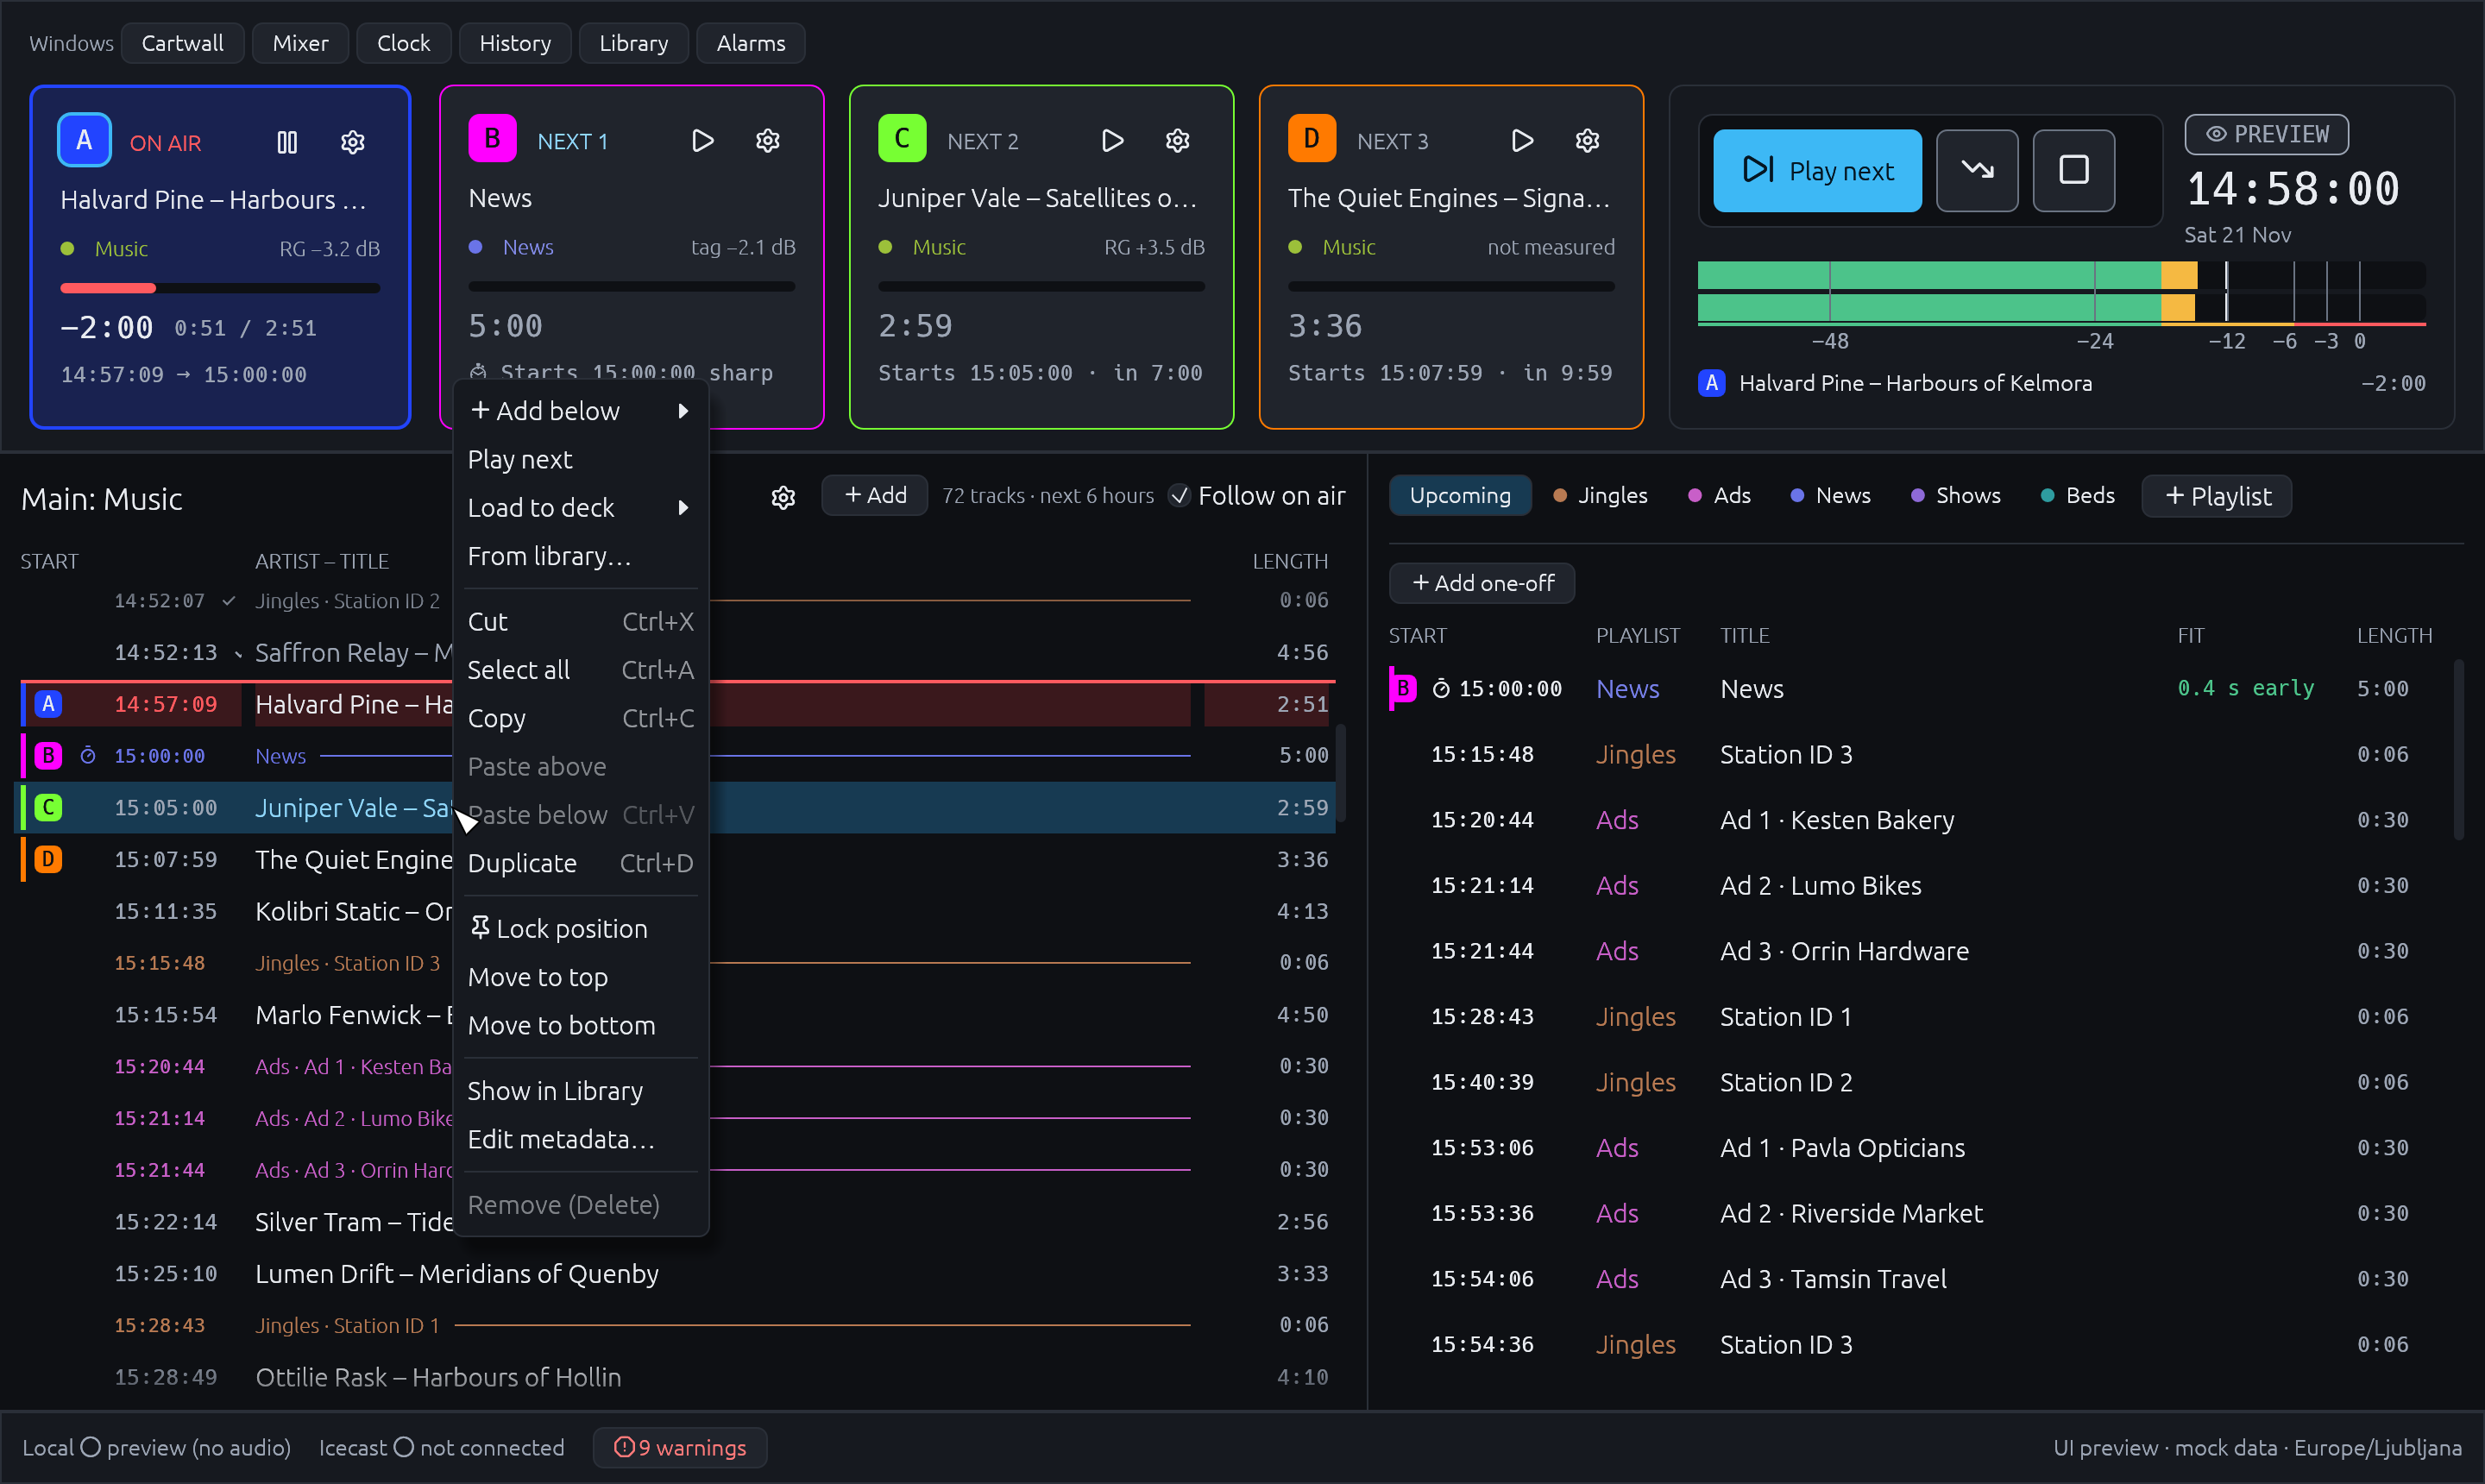 Windows Cartwall Mixer Clock History Library Alarms
A ON AIR
Halvard Pine – Harbours …
Music RG −3.2 dB
−2:00 0:51 / 2:51
14:57:09 → 15:00:00
B NEXT 1
News
News tag −2.1 dB
5:00
Starts 15:00:00 sharp
C NEXT 2
Juniper Vale – Satellites o…
Music RG +3.5 dB
2:59
Starts 15:05:00 · in 7:00
D NEXT 3
The Quiet Engines – Signa…
Music not measured
3:36
Starts 15:07:59 · in 9:59
Play next
PREVIEW
14:58:00
Sat 21 Nov
−48 −24 −12 −6 −3 0
A Halvard Pine – Harbours of Kelmora −2:00
Main: Music
+ Add 72 tracks · next 6 hours Follow on air
START ARTIST – TITLE LENGTH
14:52:07 Jingles · Station ID 2 0:06
14:52:13 Saffron Relay – M 4:56
A 14:57:09 Halvard Pine – Ha 2:51
B 15:00:00 News 5:00
C 15:05:00 Juniper Vale – Sa 2:59
D 15:07:59 The Quiet Engine 3:36
15:11:35 Kolibri Static – Or 4:13
15:15:48 Jingles · Station ID 3 0:06
15:15:54 Marlo Fenwick – 4:50
15:20:44 Ads · Ad 1 · Kesten Ba 0:30
15:21:14 Ads · Ad 2 · Lumo Bike 0:30
15:21:44 Ads · Ad 3 · Orrin Hard 0:30
15:22:14 Silver Tram – Tide 2:56
15:25:10 Lumen Drift – Meridians of Quenby 3:33
15:28:43 Jingles · Station ID 1 0:06
15:28:49 Ottilie Rask – Harbours of Hollin 4:10
+ Add below
Play next
Load to deck
From library…
Cut Ctrl+X
Select all Ctrl+A
Copy Ctrl+C
Paste above
Paste below Ctrl+V
Duplicate Ctrl+D
Lock position
Move to top
Move to bottom
Show in Library
Edit metadata…
Remove (Delete)
Upcoming Jingles Ads News Shows Beds + Playlist
+ Add one-off
START PLAYLIST TITLE FIT LENGTH
B 15:00:00 News News 0.4 s early 5:00
15:15:48 Jingles Station ID 3 0:06
15:20:44 Ads Ad 1 · Kesten Bakery 0:30
15:21:14 Ads Ad 2 · Lumo Bikes 0:30
15:21:44 Ads Ad 3 · Orrin Hardware 0:30
15:28:43 Jingles Station ID 1 0:06
15:40:39 Jingles Station ID 2 0:06
15:53:06 Ads Ad 1 · Pavla Opticians 0:30
15:53:36 Ads Ad 2 · Riverside Market 0:30
15:54:06 Ads Ad 3 · Tamsin Travel 0:30
15:54:36 Jingles Station ID 3 0:06
Local preview (no audio) Icecast not connected 9 warnings UI preview · mock data · Europe/Ljubljana